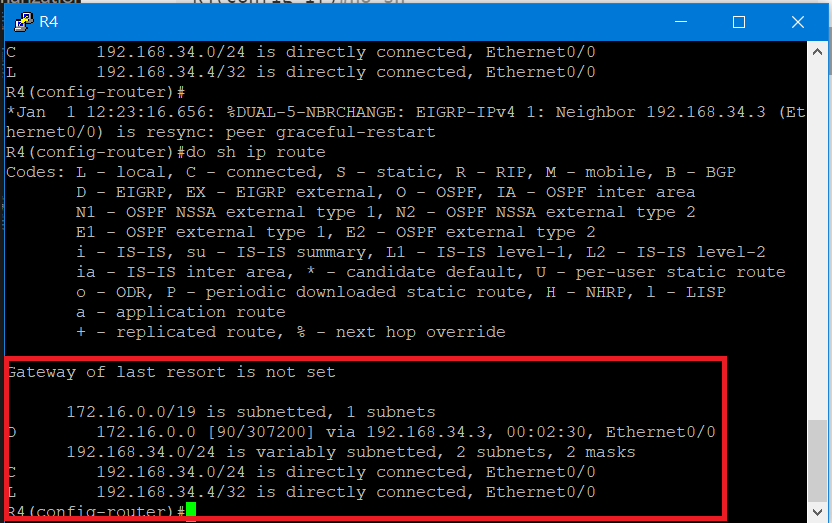 R4
C        192.168.34.0/24 is directly connected, Ethernet0/0
L        192.168.34.4/32 is directly connected, Ethernet0/0
R4(config-router)#
*Jan  1 12:23:16.656: %DUAL-5-NBRCHANGE: EIGRP-IPv4 1: Neighbor 192.168.34.3 (Et
hernet0/0) is resync: peer graceful-restart
R4(config-router)#do sh ip route
Codes: L - local, C - connected, S - static, R - RIP, M - mobile, B - BGP
       D - EIGRP, EX - EIGRP external, O - OSPF, IA - OSPF inter area
       N1 - OSPF NSSA external type 1, N2 - OSPF NSSA external type 2
       E1 - OSPF external type 1, E2 - OSPF external type 2
       i - IS-IS, su - IS-IS summary, L1 - IS-IS level-1, L2 - IS-IS level-2
       ia - IS-IS inter area, * - candidate default, U - per-user static route
       o - ODR, P - periodic downloaded static route, H - NHRP, l - LISP
       a - application route
       + - replicated route, % - next hop override
Gateway of last resort is not set
      172.16.0.0/19 is subnetted, 1 subnets
D        172.16.0.0 [90/307200] via 192.168.34.3, 00:02:30, Ethernet0/0
      192.168.34.0/24 is variably subnetted, 2 subnets, 2 masks
C        192.168.34.0/24 is directly connected, Ethernet0/0
L        192.168.34.4/32 is directly connected, Ethernet0/0
R4(config-router)#